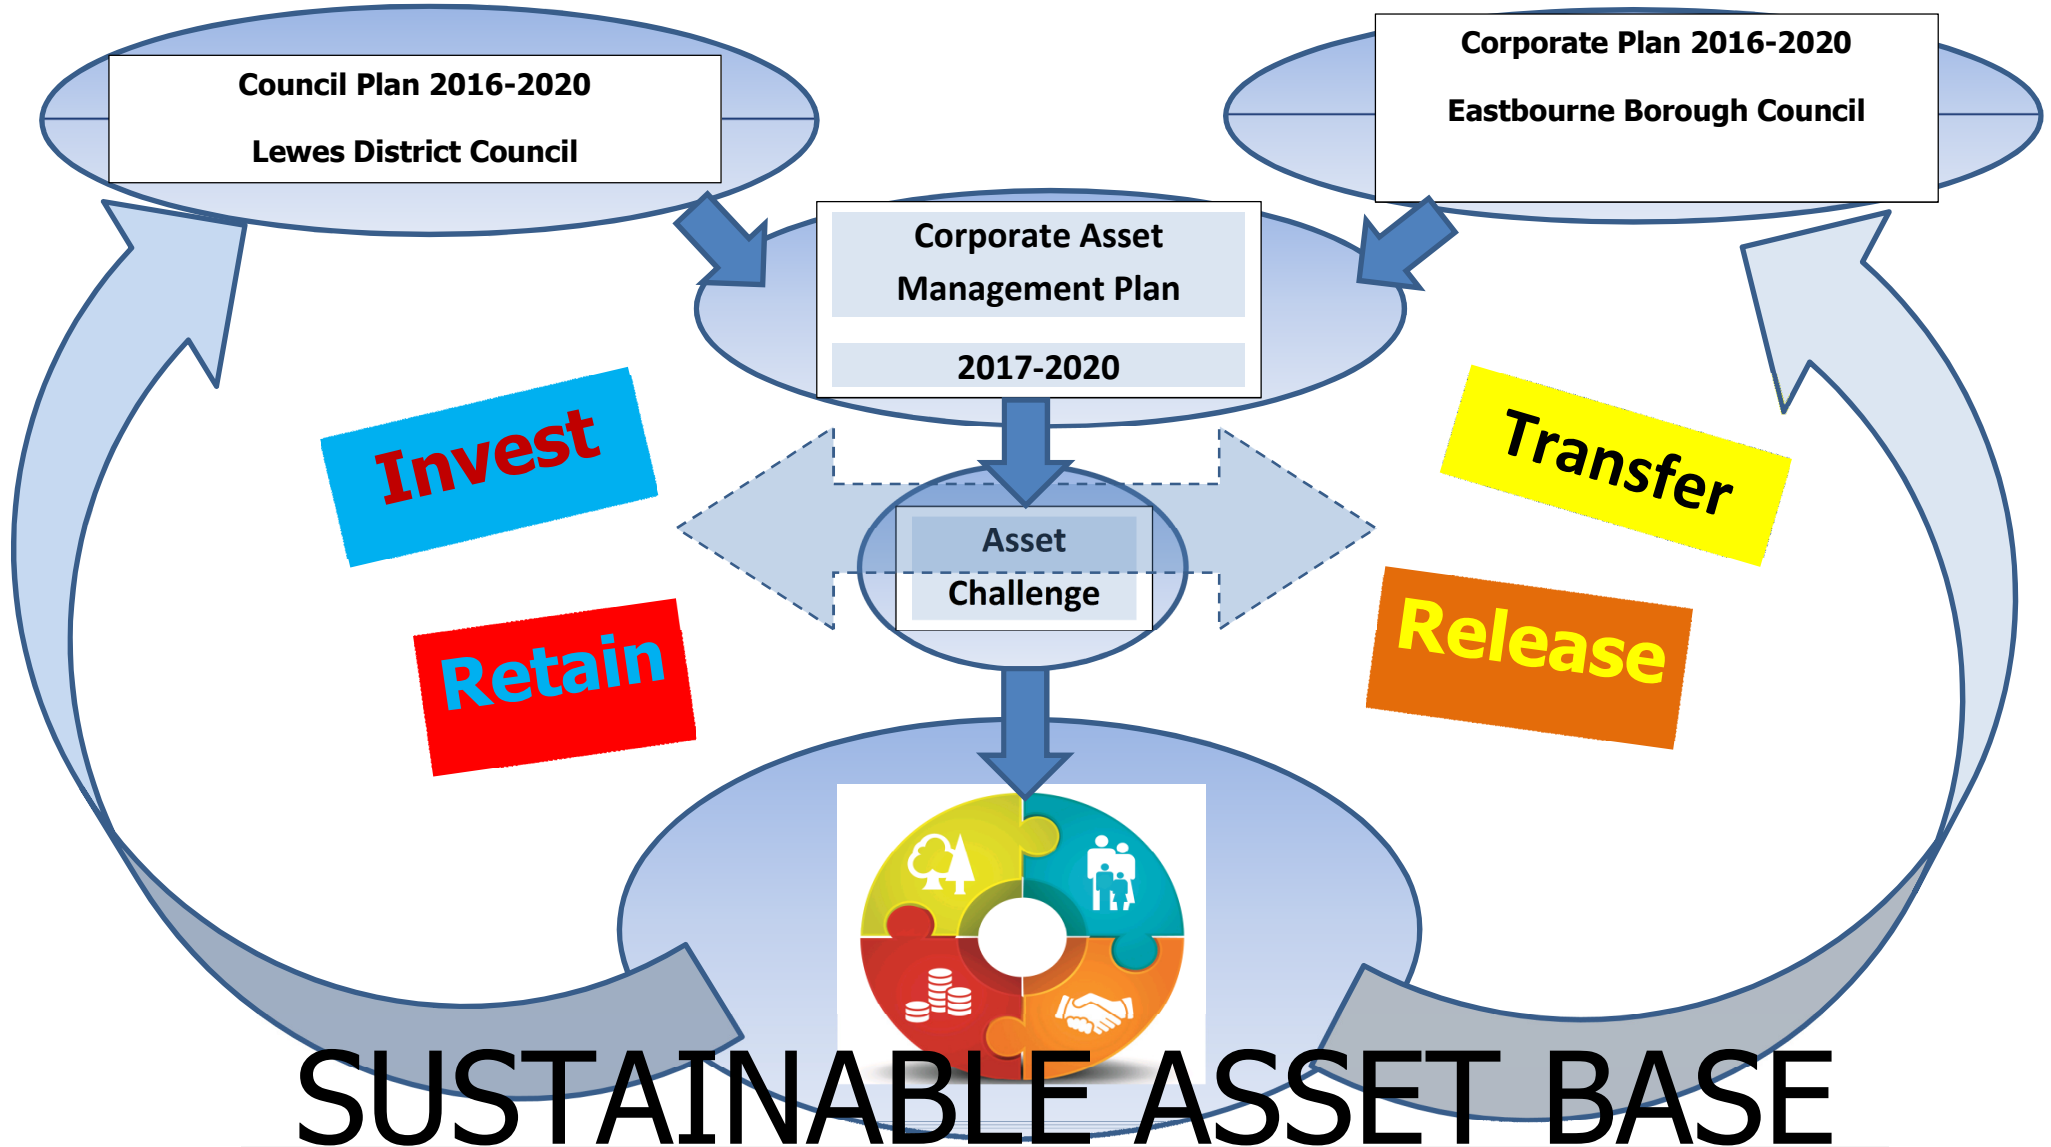 Council Plan 2016-2020
Lewes District Council
Corporate Plan 2016-2020
Eastbourne Borough Council
Corporate Asset
Management Plan
2017-2020
Invest
Retain
Asset
Challenge
Transfer
Release
SUSTAINABLE ASSET BASE